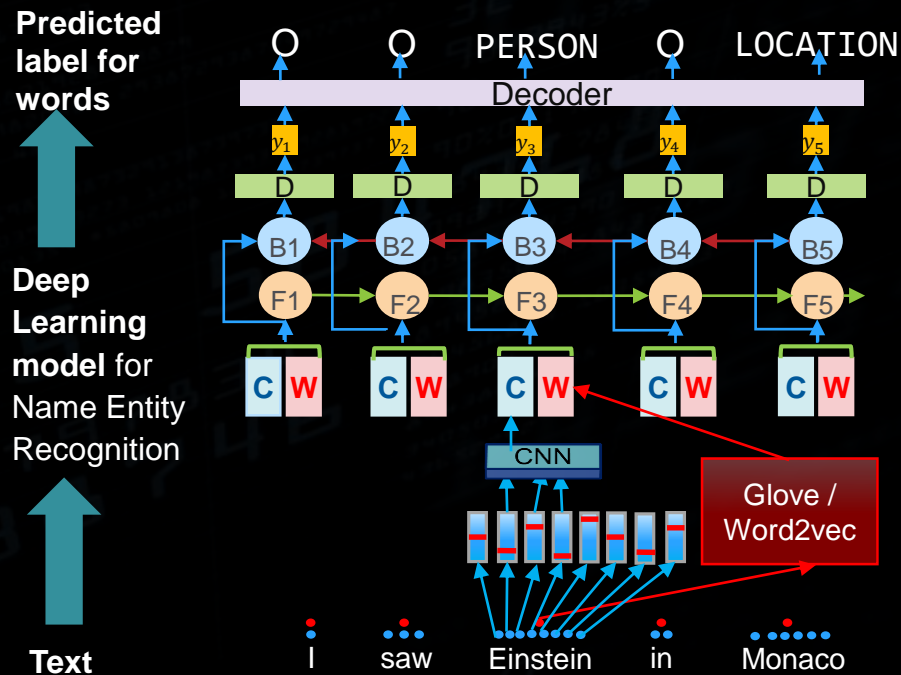 Predicted
label for
words
O O PERSON O LOCATION
Decoder
y₁ y₂ y₃ y₄ y₅
D D D D D
B1 B2 B3 B4 B5
F1 F2 F3 F4 F5
Deep
Learning
model for
Name Entity
Recognition
C W C W C W C W C W
CNN
Glove /
Word2vec
Text
I saw Einstein in Monaco